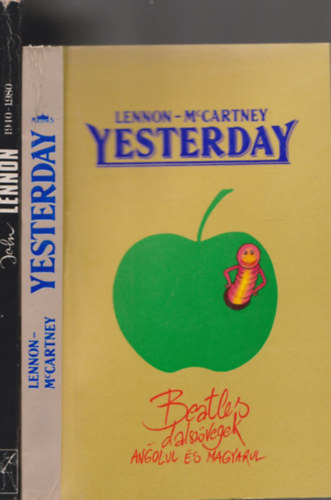 John LENNON 1940-1980
LENNON-
McCARTNEY
YESTERDAY
LENNON-McCARTNEY
YESTERDAY
Beatles
dalszövegek
ANGOLUL ÉS MAGYARUL